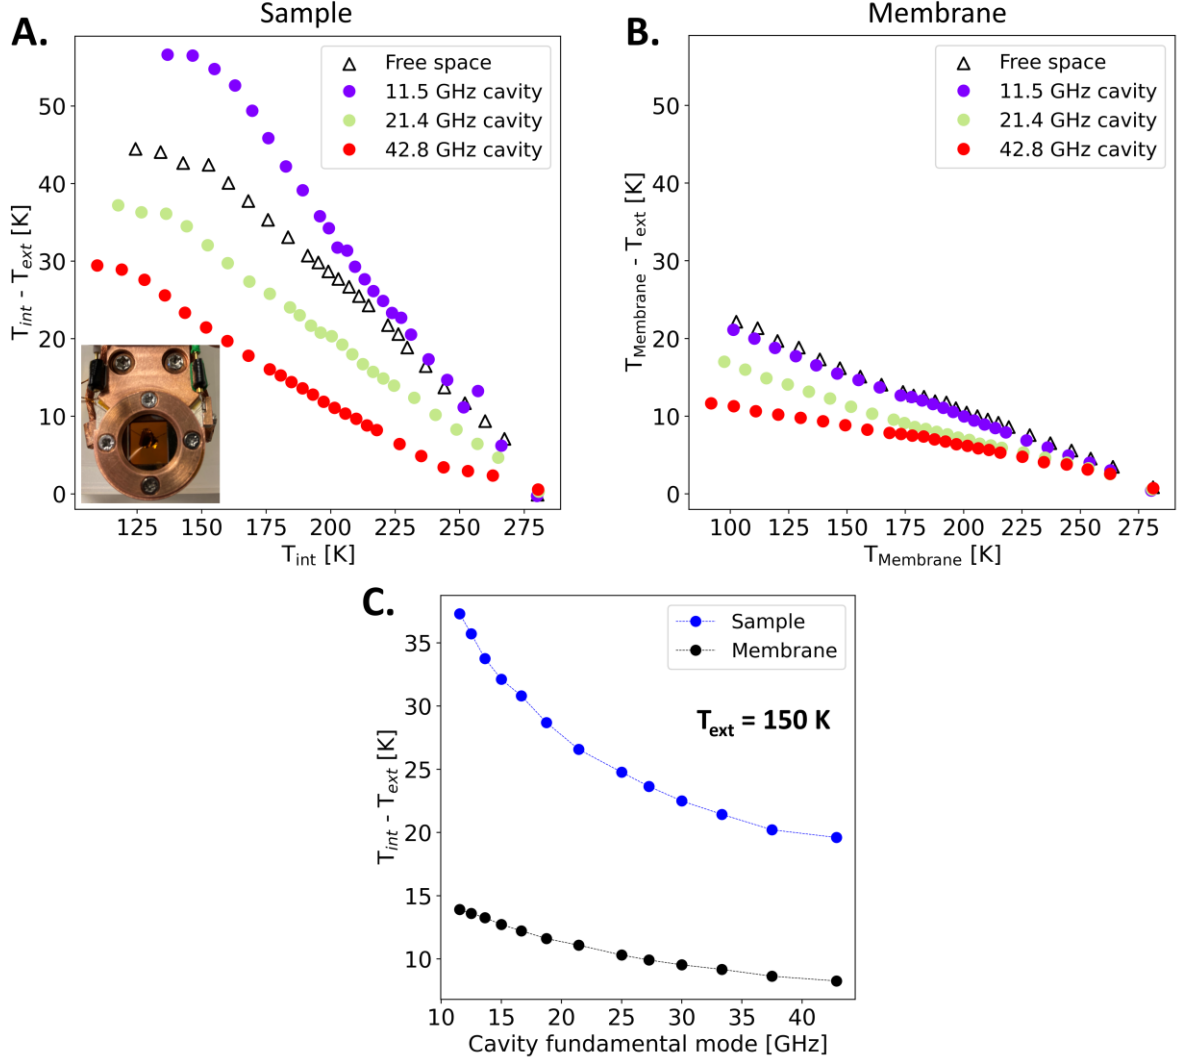 Sample
A.
Free space
11.5 GHz cavity
21.4 GHz cavity
42.8 GHz cavity
50
40
30
20
10
0
T_int - T_ext [K]
125 150 175 200 225 250 275
T_int [K]
Membrane
B.
Free space
11.5 GHz cavity
21.4 GHz cavity
42.8 GHz cavity
50
40
30
20
10
0
T_Membrane - T_ext [K]
100 125 150 175 200 225 250 275
T_Membrane [K]
C.
Sample
Membrane
T_ext = 150 K
35
30
25
20
15
10
T_int - T_ext [K]
10 15 20 25 30 35 40
Cavity fundamental mode [GHz]